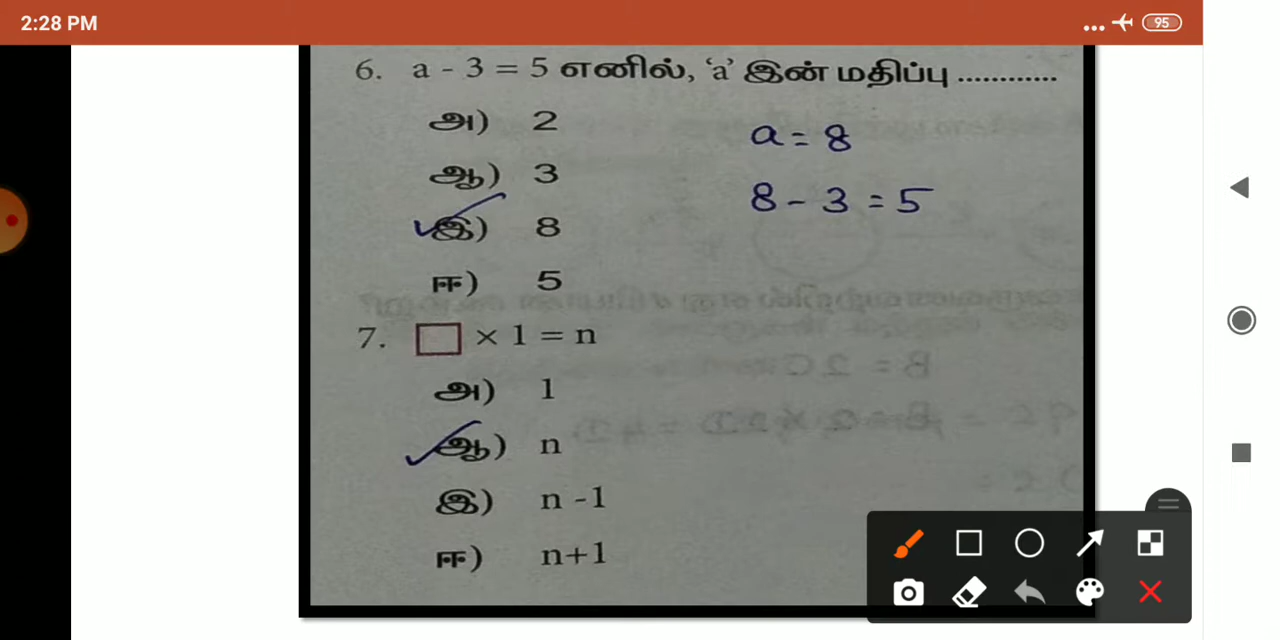 2:28 PM
95
6. a - 3 = 5 எனில், ‘a’ இன் மதிப்பு ............
அ) 2
a = 8
ஆ) 3
8 - 3 = 5
இ) 8
ஈ) 5
7. □ × 1 = n
அ) 1
ஆ) n
இ) n -1
ஈ) n+1